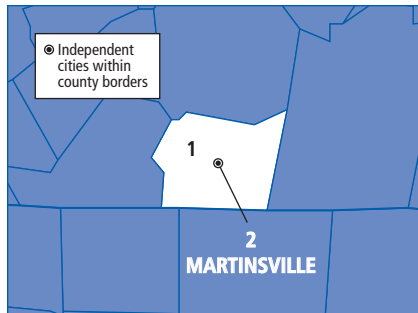 Independent
cities within
county borders
1
2
MARTINSVILLE